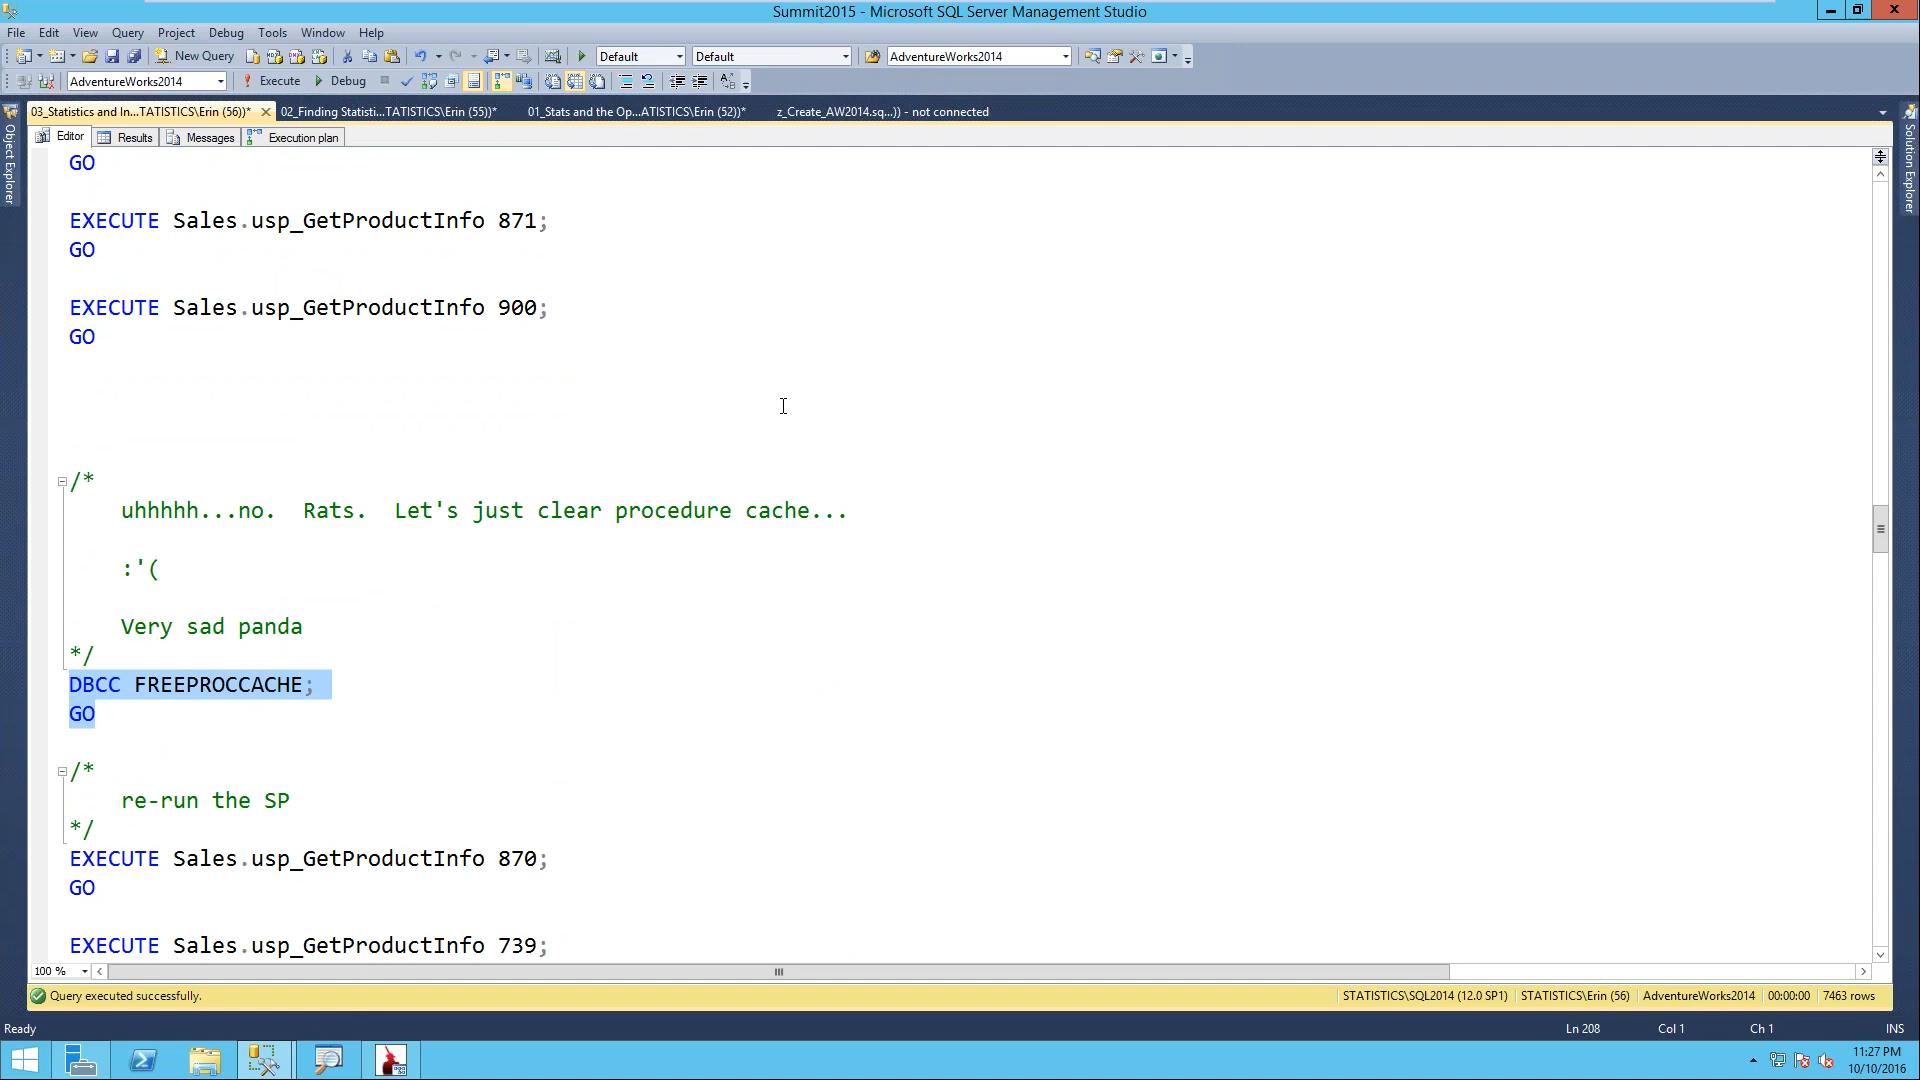 Summit2015 - Microsoft SQL Server Management Studio
File Edit View Query Project Debug Tools Window Help
New Query Default Default AdventureWorks2014
AdventureWorks2014 Execute Debug
03_Statistics and In...TATISTICS\Erin (56))* 02_Finding Statisti...TATISTICS\Erin (55))* 01_Stats and the Op...ATISTICS\Erin (52))* z_Create_AW2014.sq...)) - not connected
Editor Results Messages Execution plan
Object Explorer
Solution Explorer
GO
EXECUTE Sales.usp_GetProductInfo 871;
GO
EXECUTE Sales.usp_GetProductInfo 900;
GO
/*
uhhhhh...no. Rats. Let's just clear procedure cache...
:'(
Very sad panda
*/
DBCC FREEPROCCACHE;
GO
/*
re-run the SP
*/
EXECUTE Sales.usp_GetProductInfo 870;
GO
EXECUTE Sales.usp_GetProductInfo 739;
100 %
Query executed successfully. STATISTICS\SQL2014 (12.0 SP1) STATISTICS\Erin (56) AdventureWorks2014 00:00:00 7463 rows
Ready Ln 208 Col 1 Ch 1 INS
11:27 PM
10/10/2016